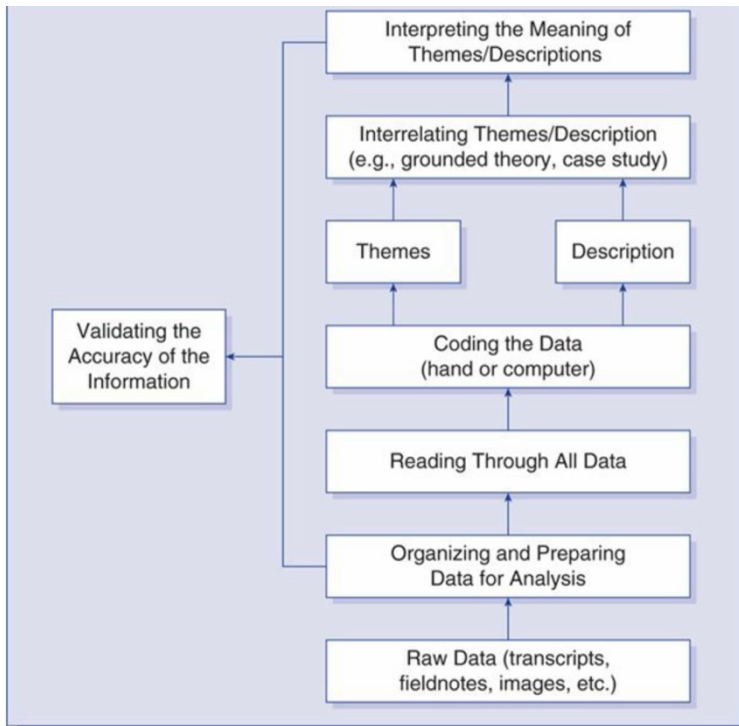 Interpreting the Meaning of
Themes/Descriptions
Interrelating Themes/Description
(e.g., grounded theory, case study)
Themes
Description
Validating the
Accuracy of the
Information
Coding the Data
(hand or computer)
Reading Through All Data
Organizing and Preparing
Data for Analysis
Raw Data (transcripts,
fieldnotes, images, etc.)